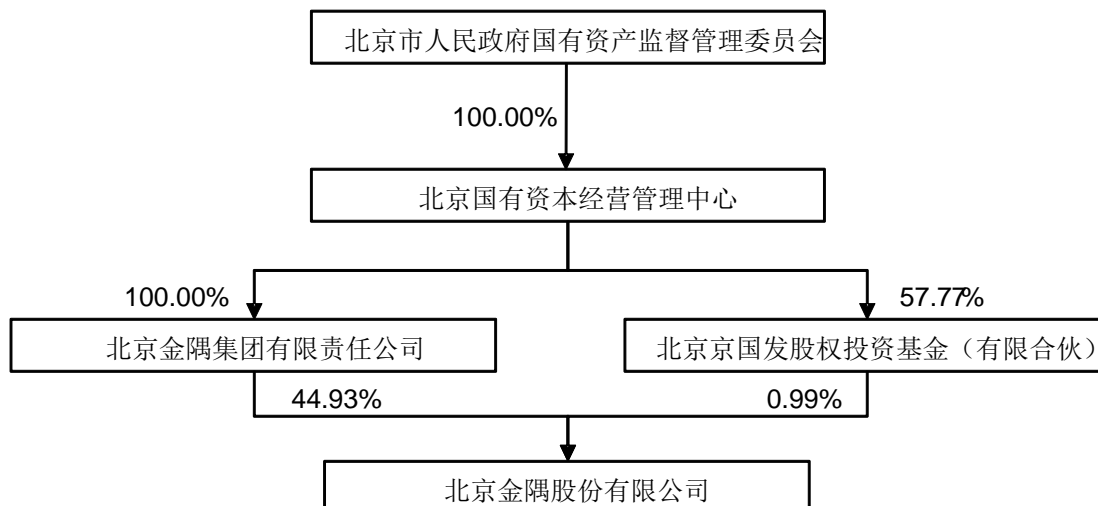 北京市人民政府国有资产监督管理委员会
100.00%
北京国有资本经营管理中心
100.00%
57.77%
北京金隅集团有限责任公司
北京京国发股权投资基金（有限合伙）
44.93%
0.99%
北京金隅股份有限公司